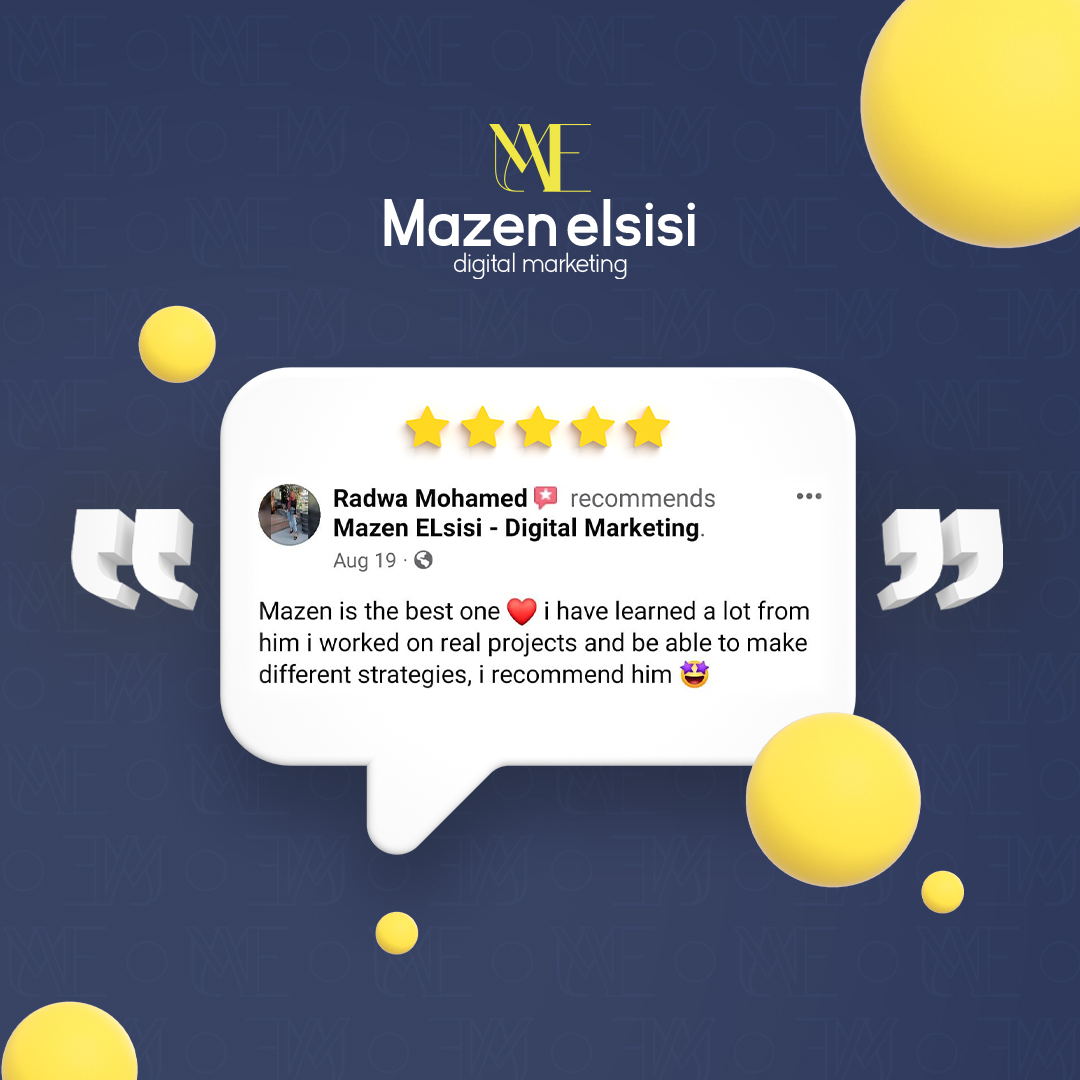 ME
Mazen elsisi
digital marketing
Radwa Mohamed recommends
Mazen ELsisi - Digital Marketing.
Aug 19 ·
Mazen is the best one ❤️ i have learned a lot from
him i worked on real projects and be able to make
different strategies, i recommend him 🤩